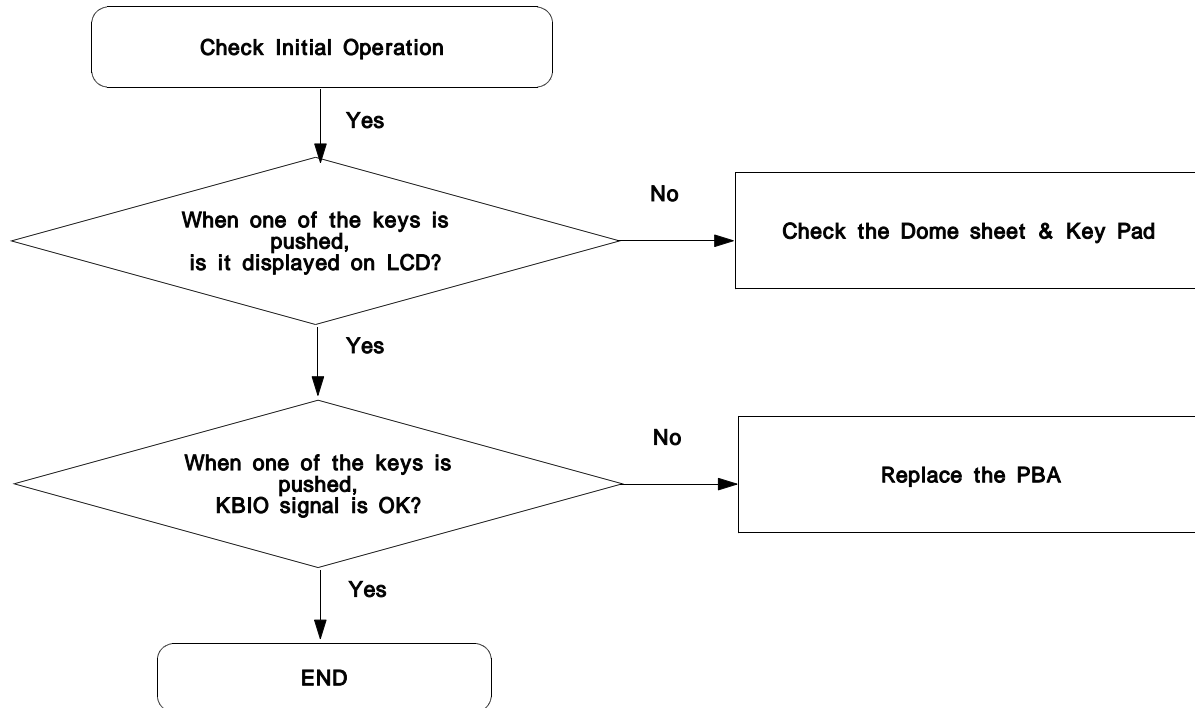 Check Initial Operation
Yes
When one of the keys is
pushed,
is it displayed on LCD?
No
Check the Dome sheet & Key Pad
Yes
When one of the keys is
pushed,
KBIO signal is OK?
No
Replace the PBA
Yes
END